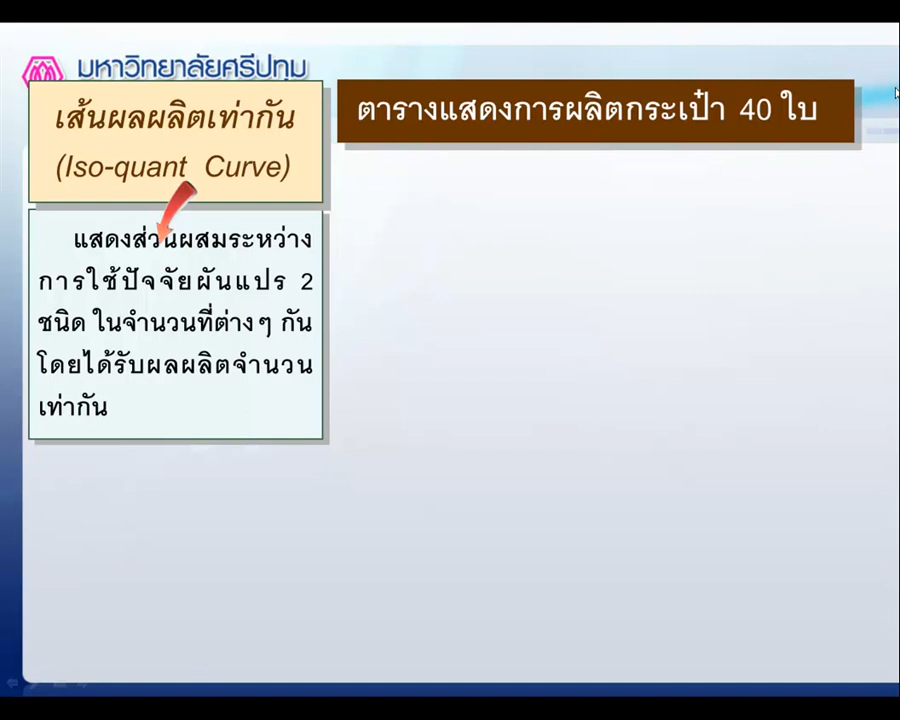 มหาวิทยาลัยศรีปทุม
เส้นผลผลิตเท่ากัน
(Iso-quant Curve)
ตารางแสดงการผลิตกระเป๋า 40 ใบ
แสดงส่วนผสมระหว่าง
การใช้ปัจจัยผันแปร 2
ชนิด ในจำนวนที่ต่างๆ กัน
โดยได้รับผลผลิตจำนวน
เท่ากัน